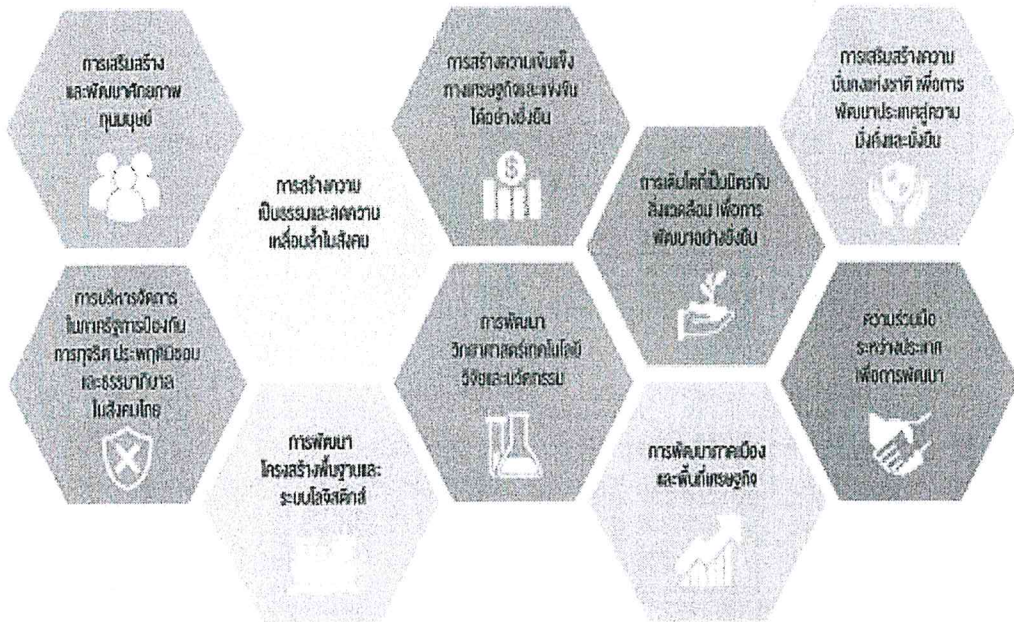 การเสริมสร้าง
และพัฒนาศักยภาพ
ทุนมนุษย์
การสร้างความ
เป็นธรรมและลดความ
เหลื่อมล้ำในสังคม
การสร้างความเข้มแข็ง
ทางเศรษฐกิจและแข่งขัน
ได้อย่างยั่งยืน
การเติบโตที่เป็นมิตรกับ
สิ่งแวดล้อม เพื่อการ
พัฒนาอย่างยั่งยืน
การเสริมสร้างความ
มั่นคงแห่งชาติ เพื่อการ
พัฒนาประเทศสู่ความ
มั่งคั่งและยั่งยืน
การบริหารจัดการ
ในภาครัฐการป้องกัน
การทุจริต ประพฤติมิชอบ
และธรรมาภิบาล
ในสังคมไทย
การพัฒนา
โครงสร้างพื้นฐานและ
ระบบโลจิสติกส์
การพัฒนา
วิทยาศาสตร์เทคโนโลยี
วิจัยและนวัตกรรม
การพัฒนาภาคเมือง
และพื้นที่เศรษฐกิจ
ความร่วมมือ
ระหว่างประเทศ
เพื่อการพัฒนา